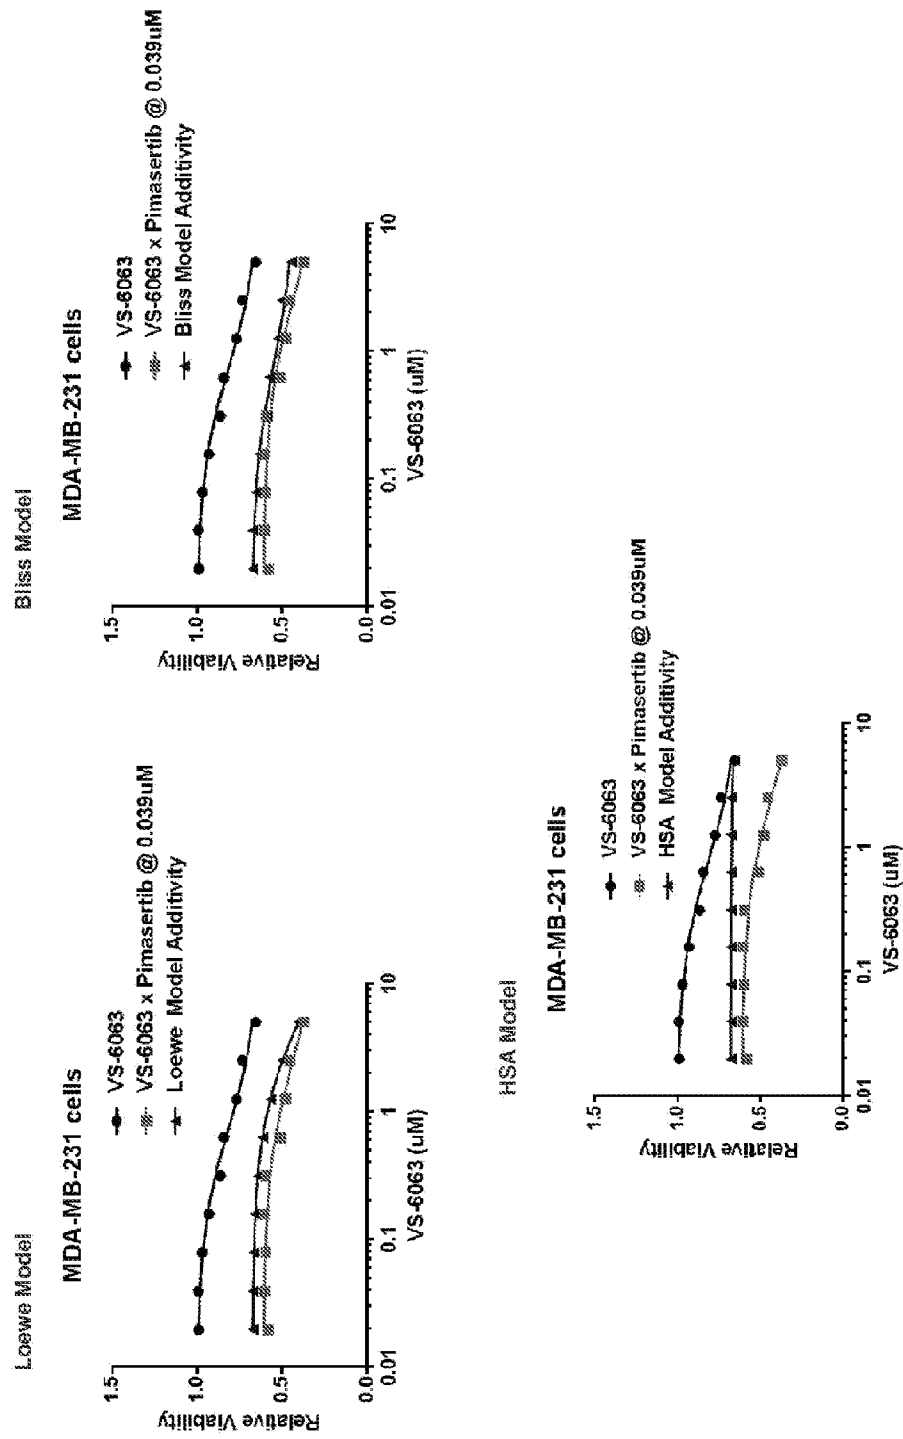 Loewe Model
MDA-MB-231 cells
VS-6063
VS-6063 x Pimasertib @ 0.039uM
Loewe Model Additivity
Relative Viability
1.5
1.0
0.5
0.0
0.01
0.1
1
10
VS-6063 (uM)
Bliss Model
MDA-MB-231 cells
VS-6063
VS-6063 x Pimasertib @ 0.039uM
Bliss Model Additivity
Relative Viability
1.5
1.0
0.5
0.0
0.01
0.1
1
10
VS-6063 (uM)
HSA Model
MDA-MB-231 cells
VS-6063
VS-6063 x Pimasertib @ 0.039uM
HSA Model Additivity
Relative Viability
1.5
1.0
0.5
0.0
0.01
0.1
1
10
VS-6063 (uM)